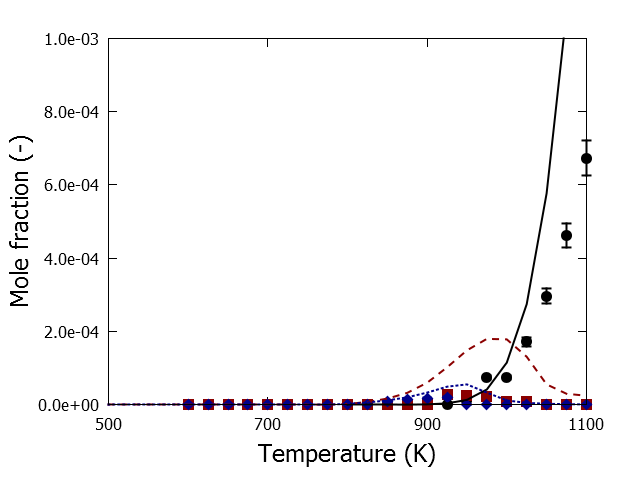 1.0e-03
8.0e-04
6.0e-04
4.0e-04
2.0e-04
0.0e+00
Mole fraction (-)
500
700
900
1100
Temperature (K)